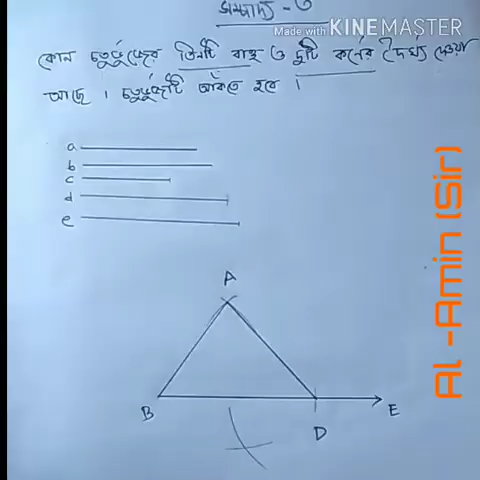 সম্পাদ্য - ৩
Made with KINEMASTER
কোন চতুর্ভুজের তিনটি বাহু ও দুটি কর্নের দৈর্ঘ্য দেওয়া
আছে । চতুর্ভুজটি আঁকতে হবে ।
a
b
c
d
e
A
B
D
E
Al -Amin (Sir)